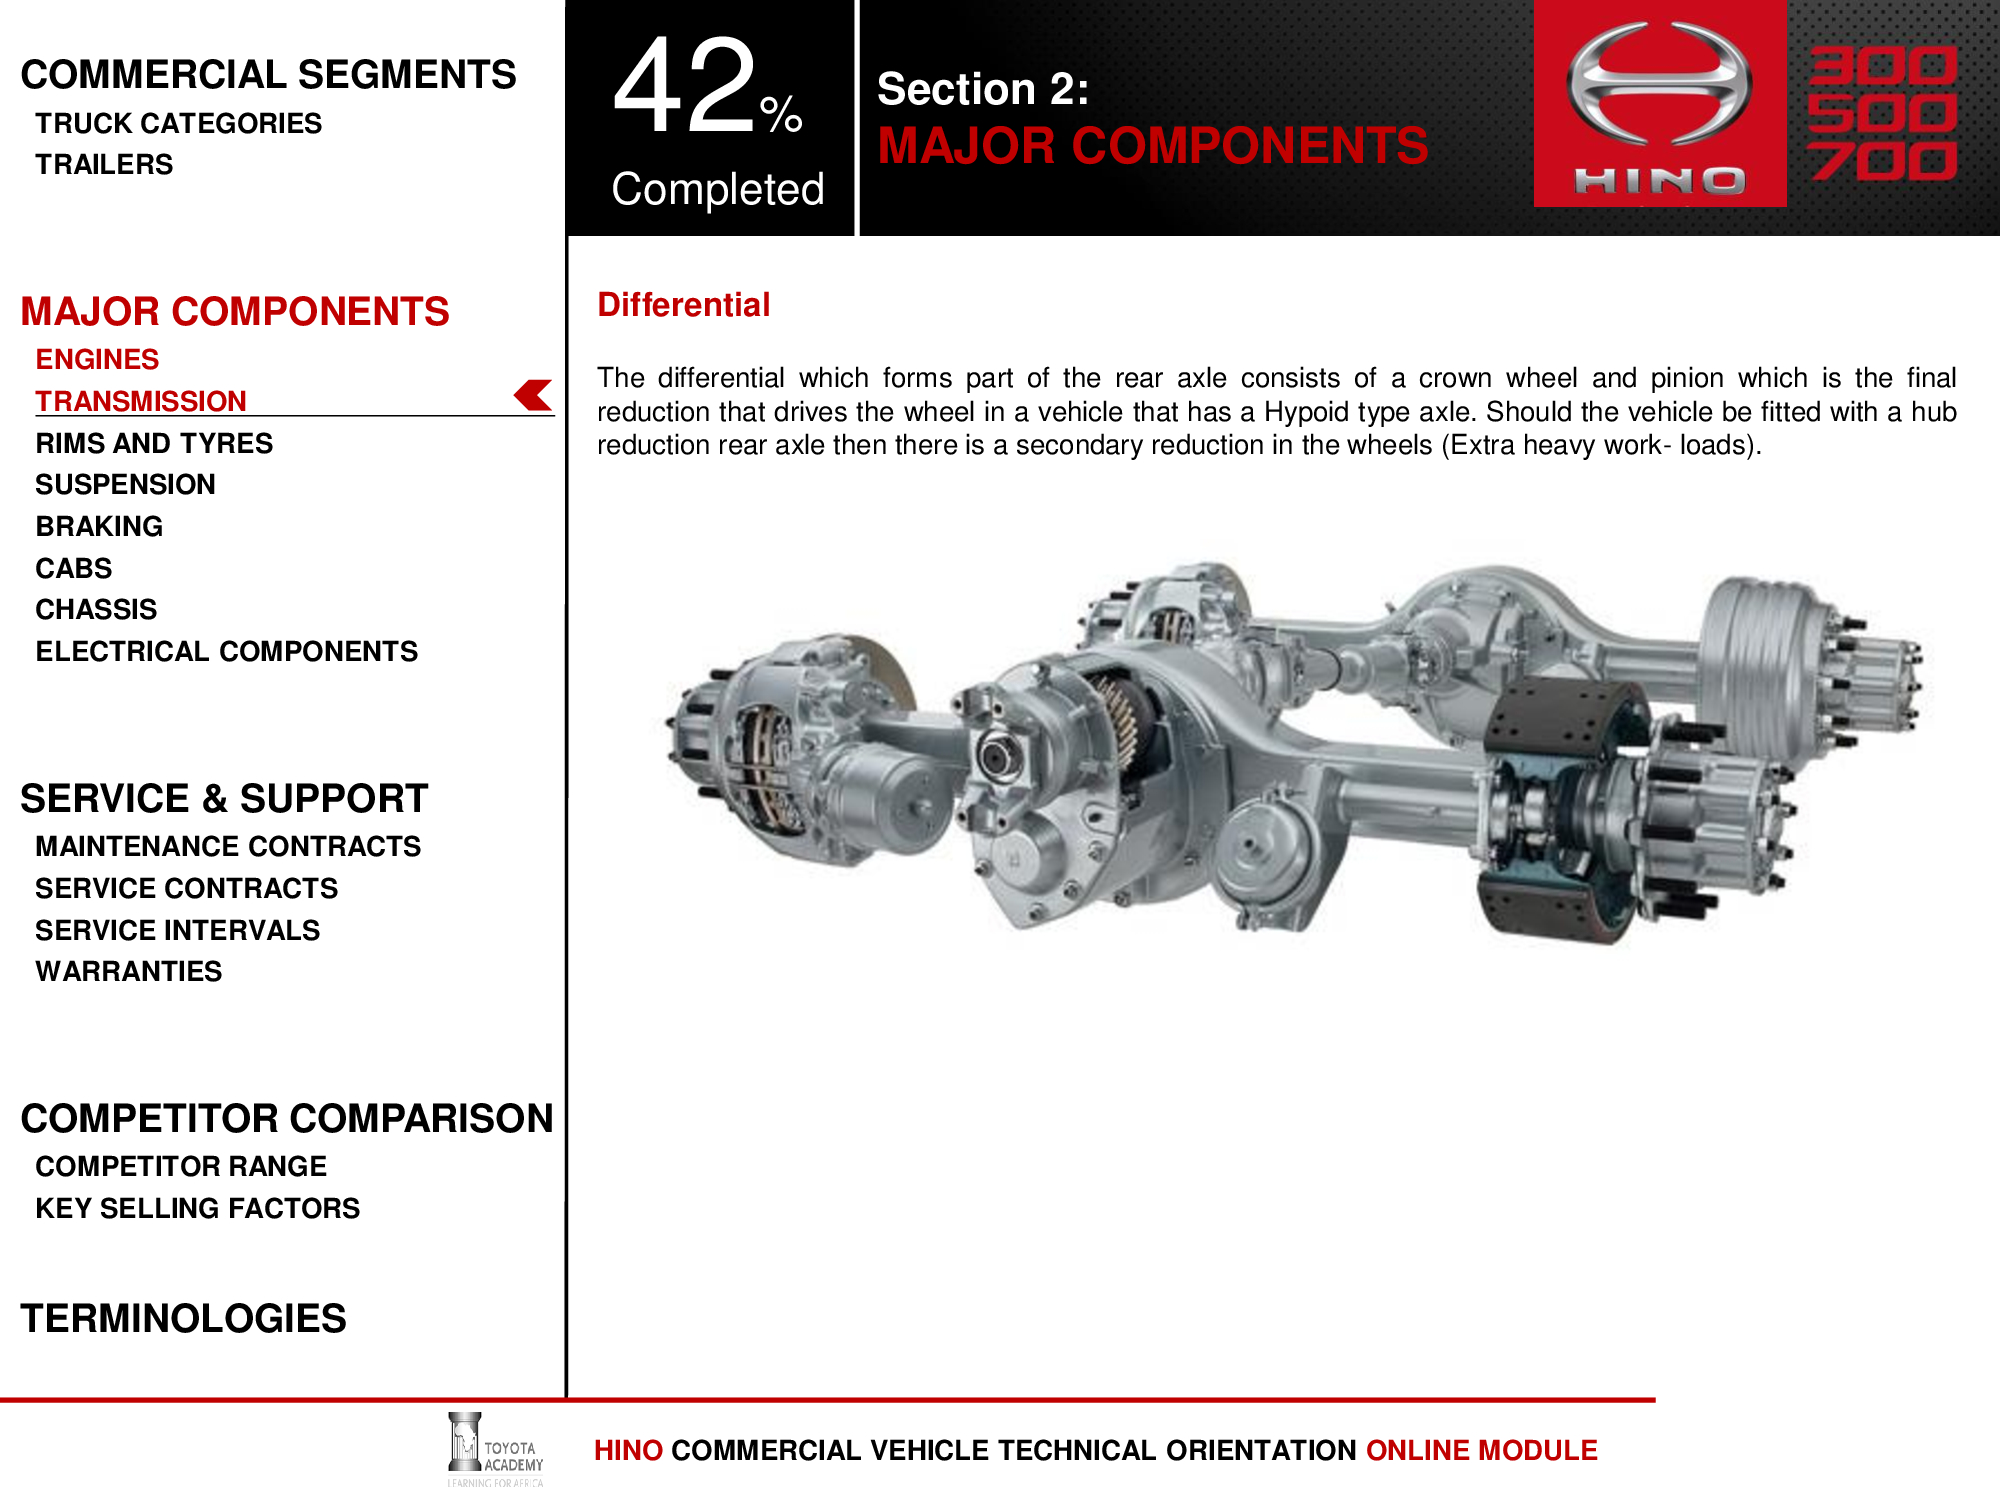 COMMERCIAL SEGMENTS
TRUCK CATEGORIES
TRAILERS
MAJOR COMPONENTS
ENGINES
TRANSMISSION
RIMS AND TYRES
SUSPENSION
BRAKING
CABS
CHASSIS
ELECTRICAL COMPONENTS
SERVICE & SUPPORT
MAINTENANCE CONTRACTS
SERVICE CONTRACTS
SERVICE INTERVALS
WARRANTIES
COMPETITOR COMPARISON
COMPETITOR RANGE
KEY SELLING FACTORS
TERMINOLOGIES
42%
Completed
Section 2:
MAJOR COMPONENTS
HINO
300
500
700
Differential
The differential which forms part of the rear axle consists of a crown wheel and pinion which is the final
reduction that drives the wheel in a vehicle that has a Hypoid type axle. Should the vehicle be fitted with a hub
reduction rear axle then there is a secondary reduction in the wheels (Extra heavy work- loads).
TOYOTA
ACADEMY
LEARNING FOR AFRICA
HINO COMMERCIAL VEHICLE TECHNICAL ORIENTATION ONLINE MODULE